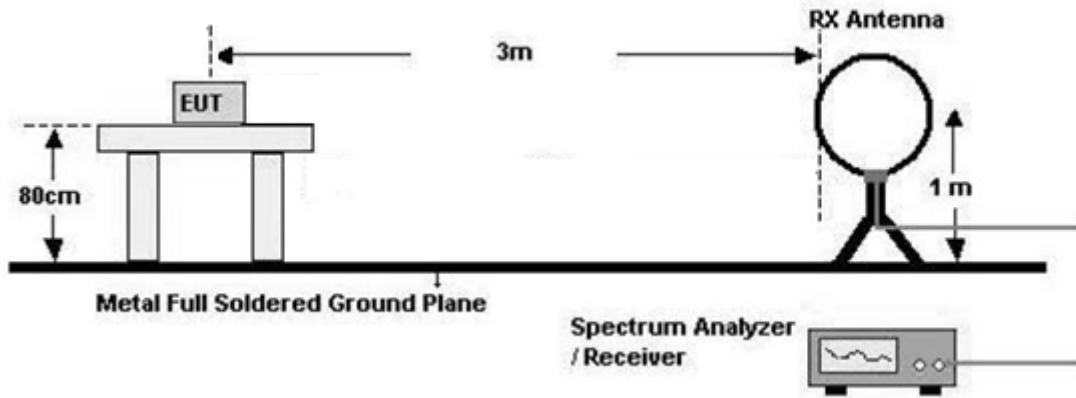 RX Antenna
3m
EUT
80cm
1 m
Metal Full Soldered Ground Plane
Spectrum Analyzer
/ Receiver